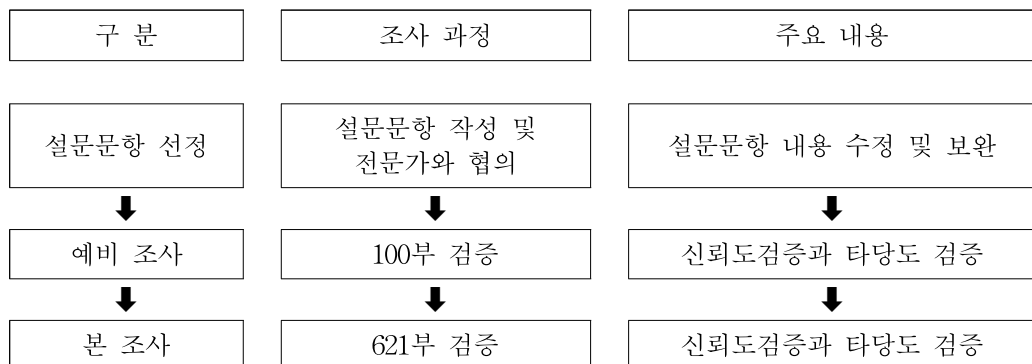 구 분
조사 과정
주요 내용
설문문항 선정
설문문항 작성 및
전문가와 협의
설문문항 내용 수정 및 보완
예비 조사
100부 검증
신뢰도검증과 타당도 검증
본 조사
621부 검증
신뢰도검증과 타당도 검증